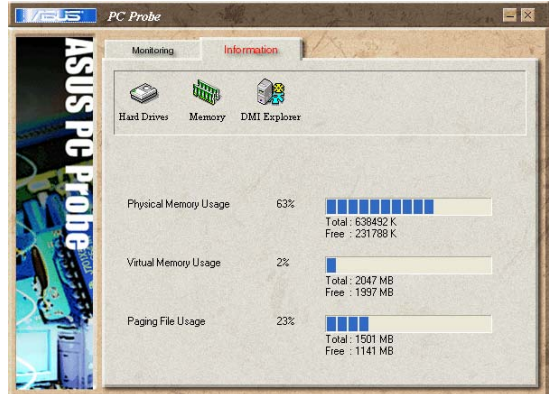 ASUS PC Probe
ASUS PC Probe
Monitoring Information
Hard Drives Memory DMI Explorer
Physical Memory Usage 63%
Total : 638492 K
Free : 231788 K
Virtual Memory Usage 2%
Total : 2047 MB
Free : 1997 MB
Paging File Usage 23%
Total : 1501 MB
Free : 1141 MB